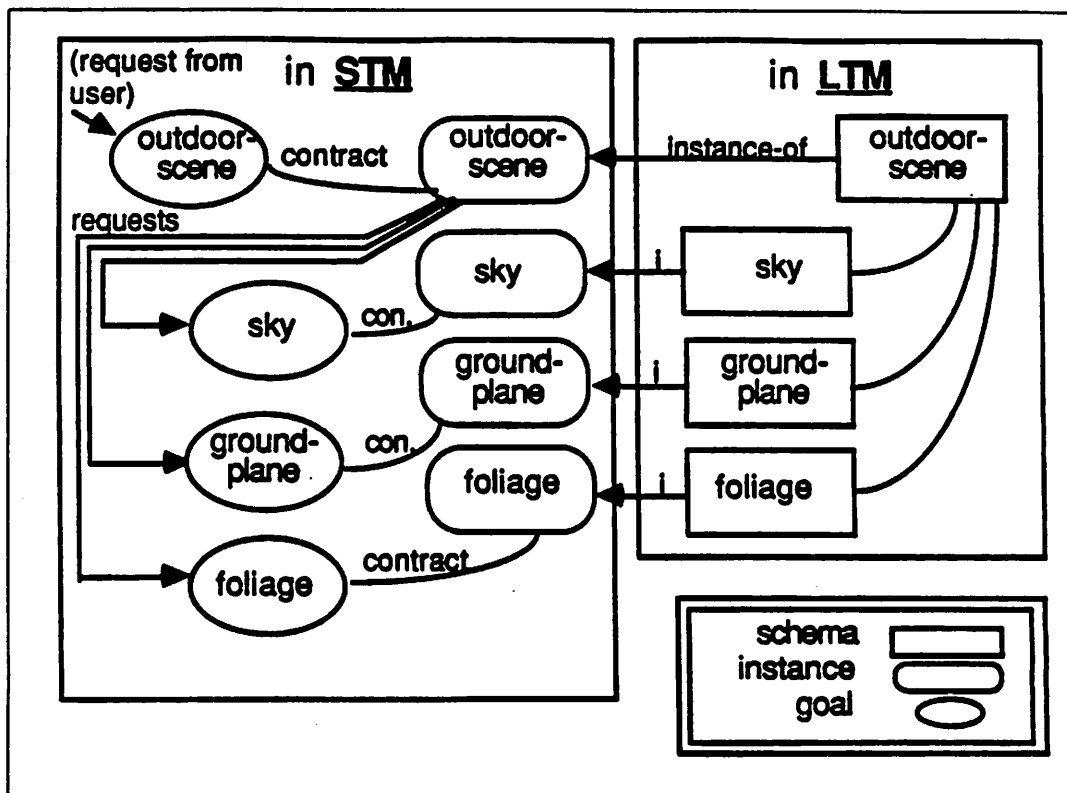 (request from
user)
in STM
outdoor-
scene
contract
outdoor-
scene
requests
sky
sky
con.
ground-
plane
ground-
plane
con.
foliage
foliage
contract
in LTM
instance-of
outdoor-
scene
i
sky
i
ground-
plane
i
foliage
schema
instance
goal